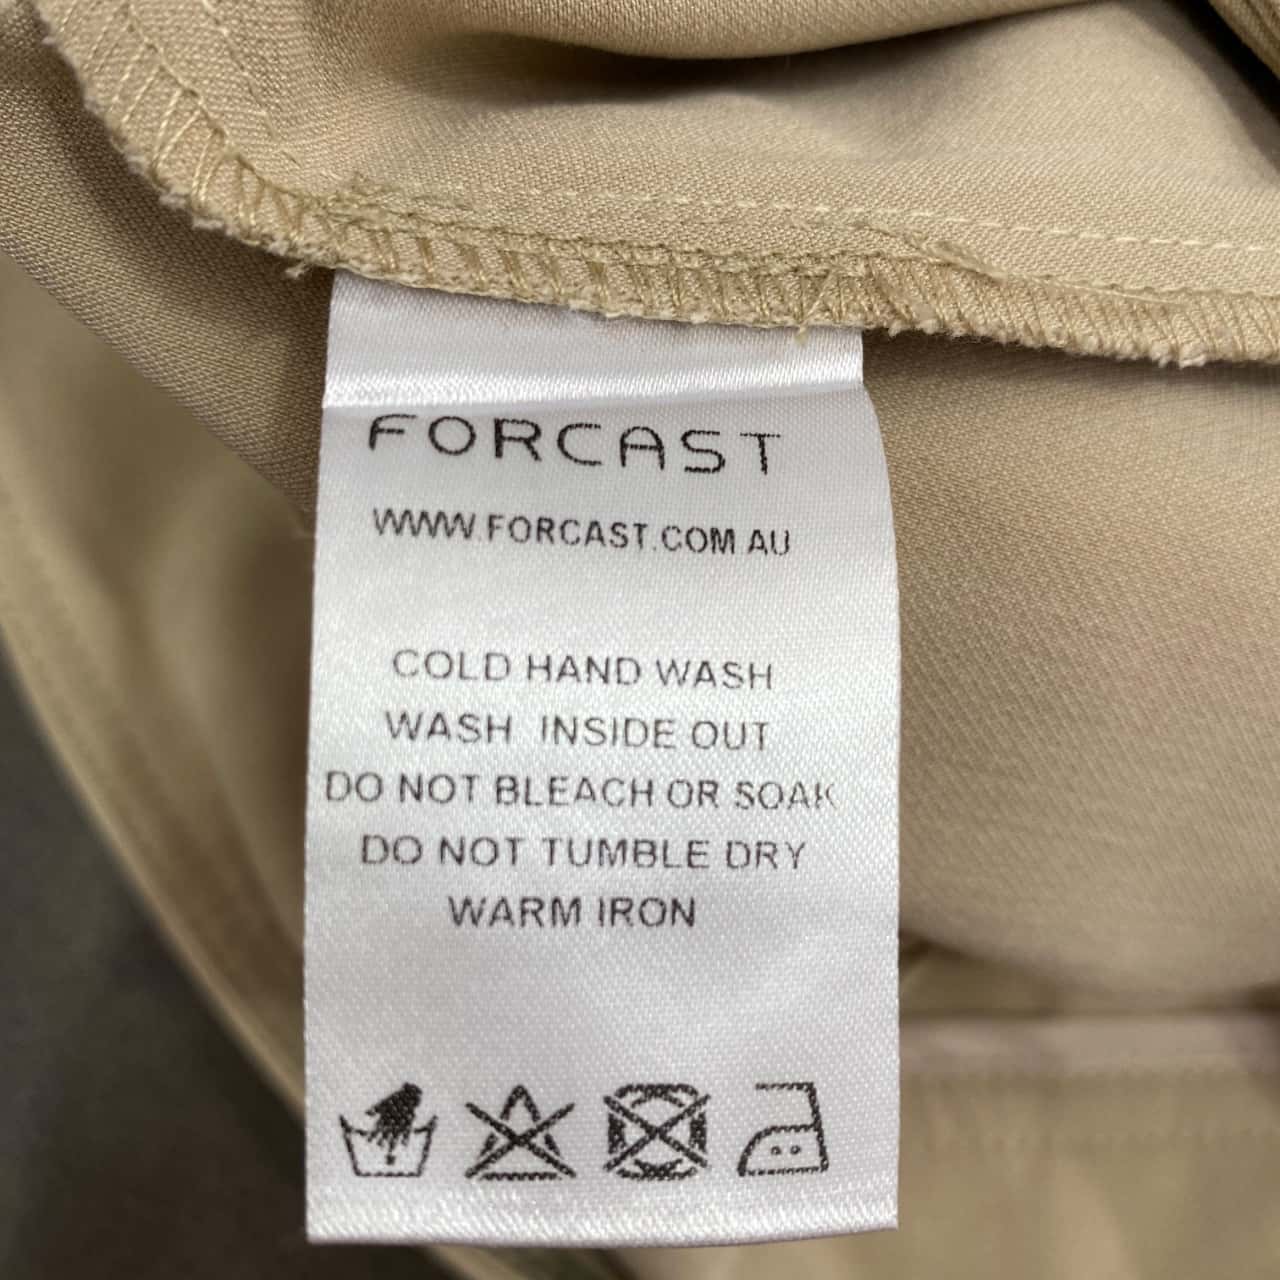 FORCAST
WWW.FORCAST.COM.AU
COLD HAND WASH
WASH INSIDE OUT
DO NOT BLEACH OR SOAK
DO NOT TUMBLE DRY
WARM IRON